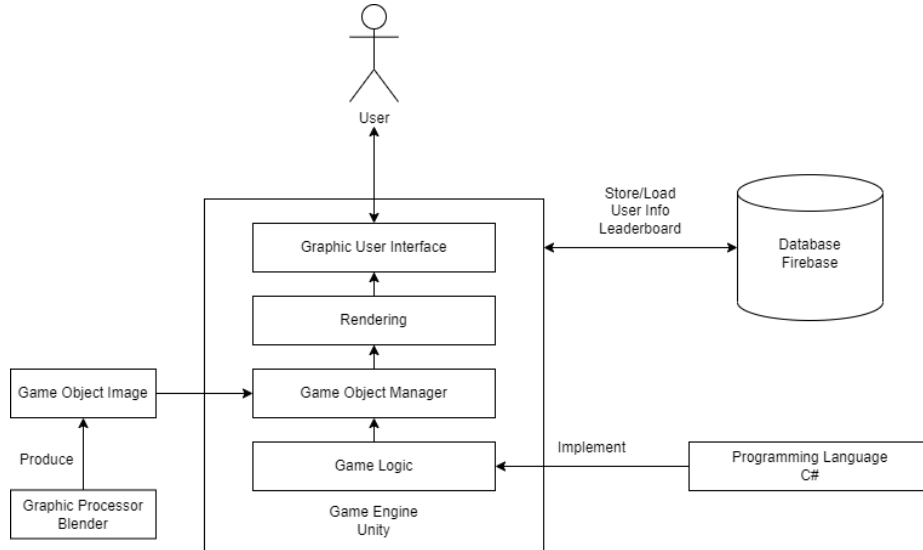 User
Graphic User Interface
Store/Load
User Info
Leaderboard
Database
Firebase
Rendering
Game Object Image
Game Object Manager
Produce
Game Logic
Implement
Programming Language
C#
Graphic Processor
Blender
Game Engine
Unity